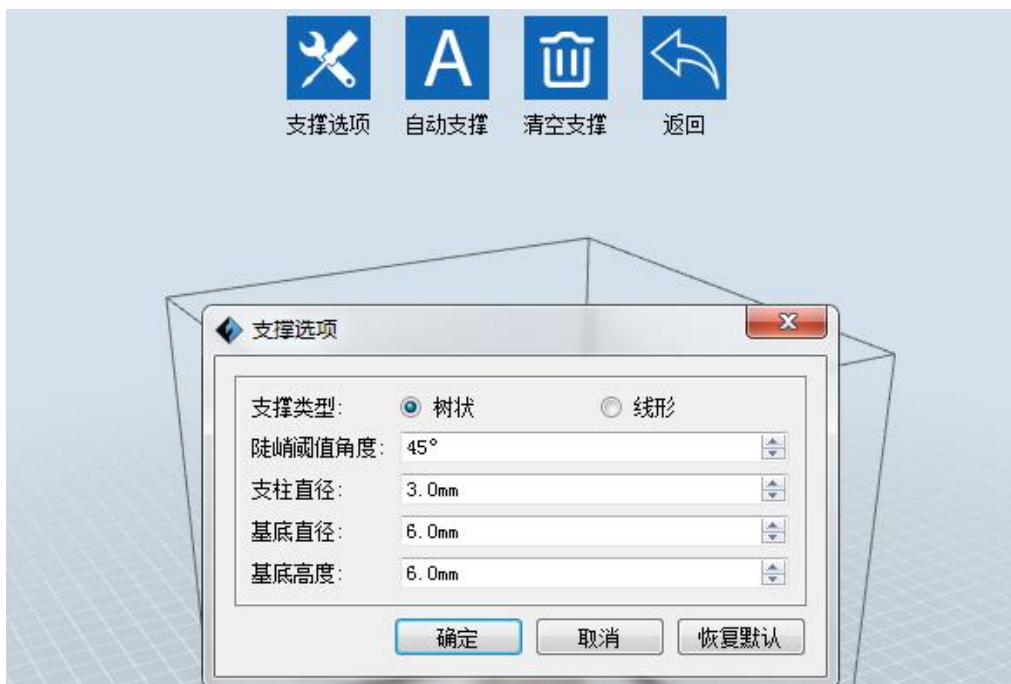 A
支撑选项 自动支撑 清空支撑 返回
支撑选项
支撑类型: 树状 线形
陡峭阈值角度: 45°
支柱直径: 3.0mm
基底直径: 6.0mm
基底高度: 6.0mm
确定 取消 恢复默认